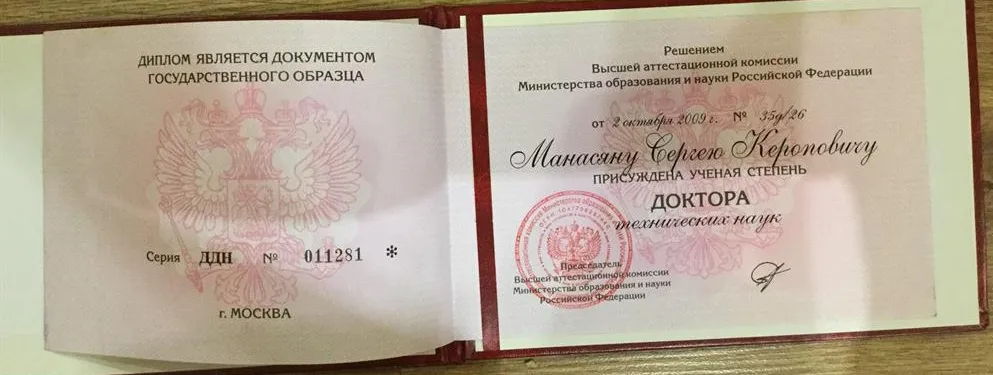 ДИПЛОМ ЯВЛЯЕТСЯ ДОКУМЕНТОМ
ГОСУДАРСТВЕННОГО ОБРАЗЦА
Серия ДДН № 011281 *
г. МОСКВА
Решением
Высшей аттестационной комиссии
Министерства образования и науки Российской Федерации
от 2 октября 2009 г. № 35д/26
Манасяну Сергею Кероповичу
ПРИСУЖДЕНА УЧЕНАЯ СТЕПЕНЬ
ДОКТОРА
технических наук
Председатель
Высшей аттестационной комиссии
Министерства образования и науки
Российской Федерации